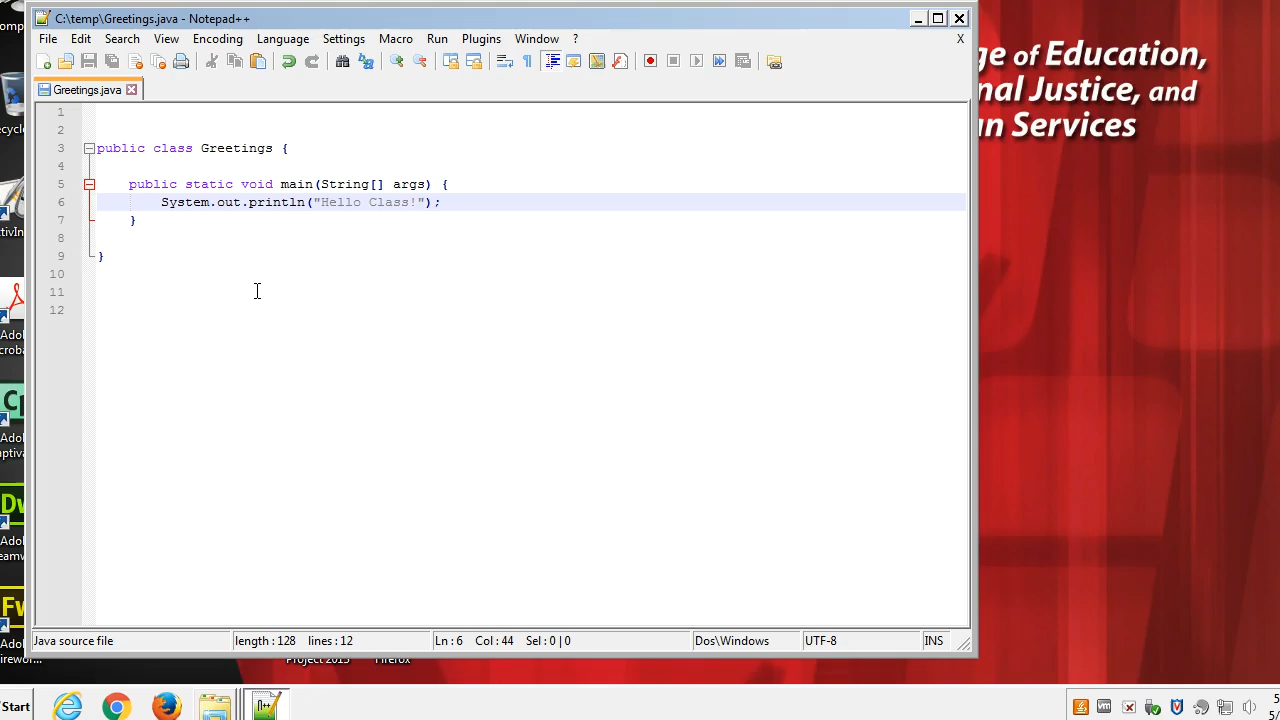 C:\temp\Greetings.java - Notepad++
File Edit Search View Encoding Language Settings Macro Run Plugins Window ? X
Greetings.java
1
2
3 public class Greetings {
4
5 public static void main(String[] args) {
6 System.out.println("Hello Class!");
7 }
8
9 }
10
11
12
Java source file length : 128 lines : 12 Ln : 6 Col : 44 Sel : 0 | 0 Dos\Windows UTF-8 INS
ge of Education,
nal Justice, and
an Services
Project 2013 Firefox
Start